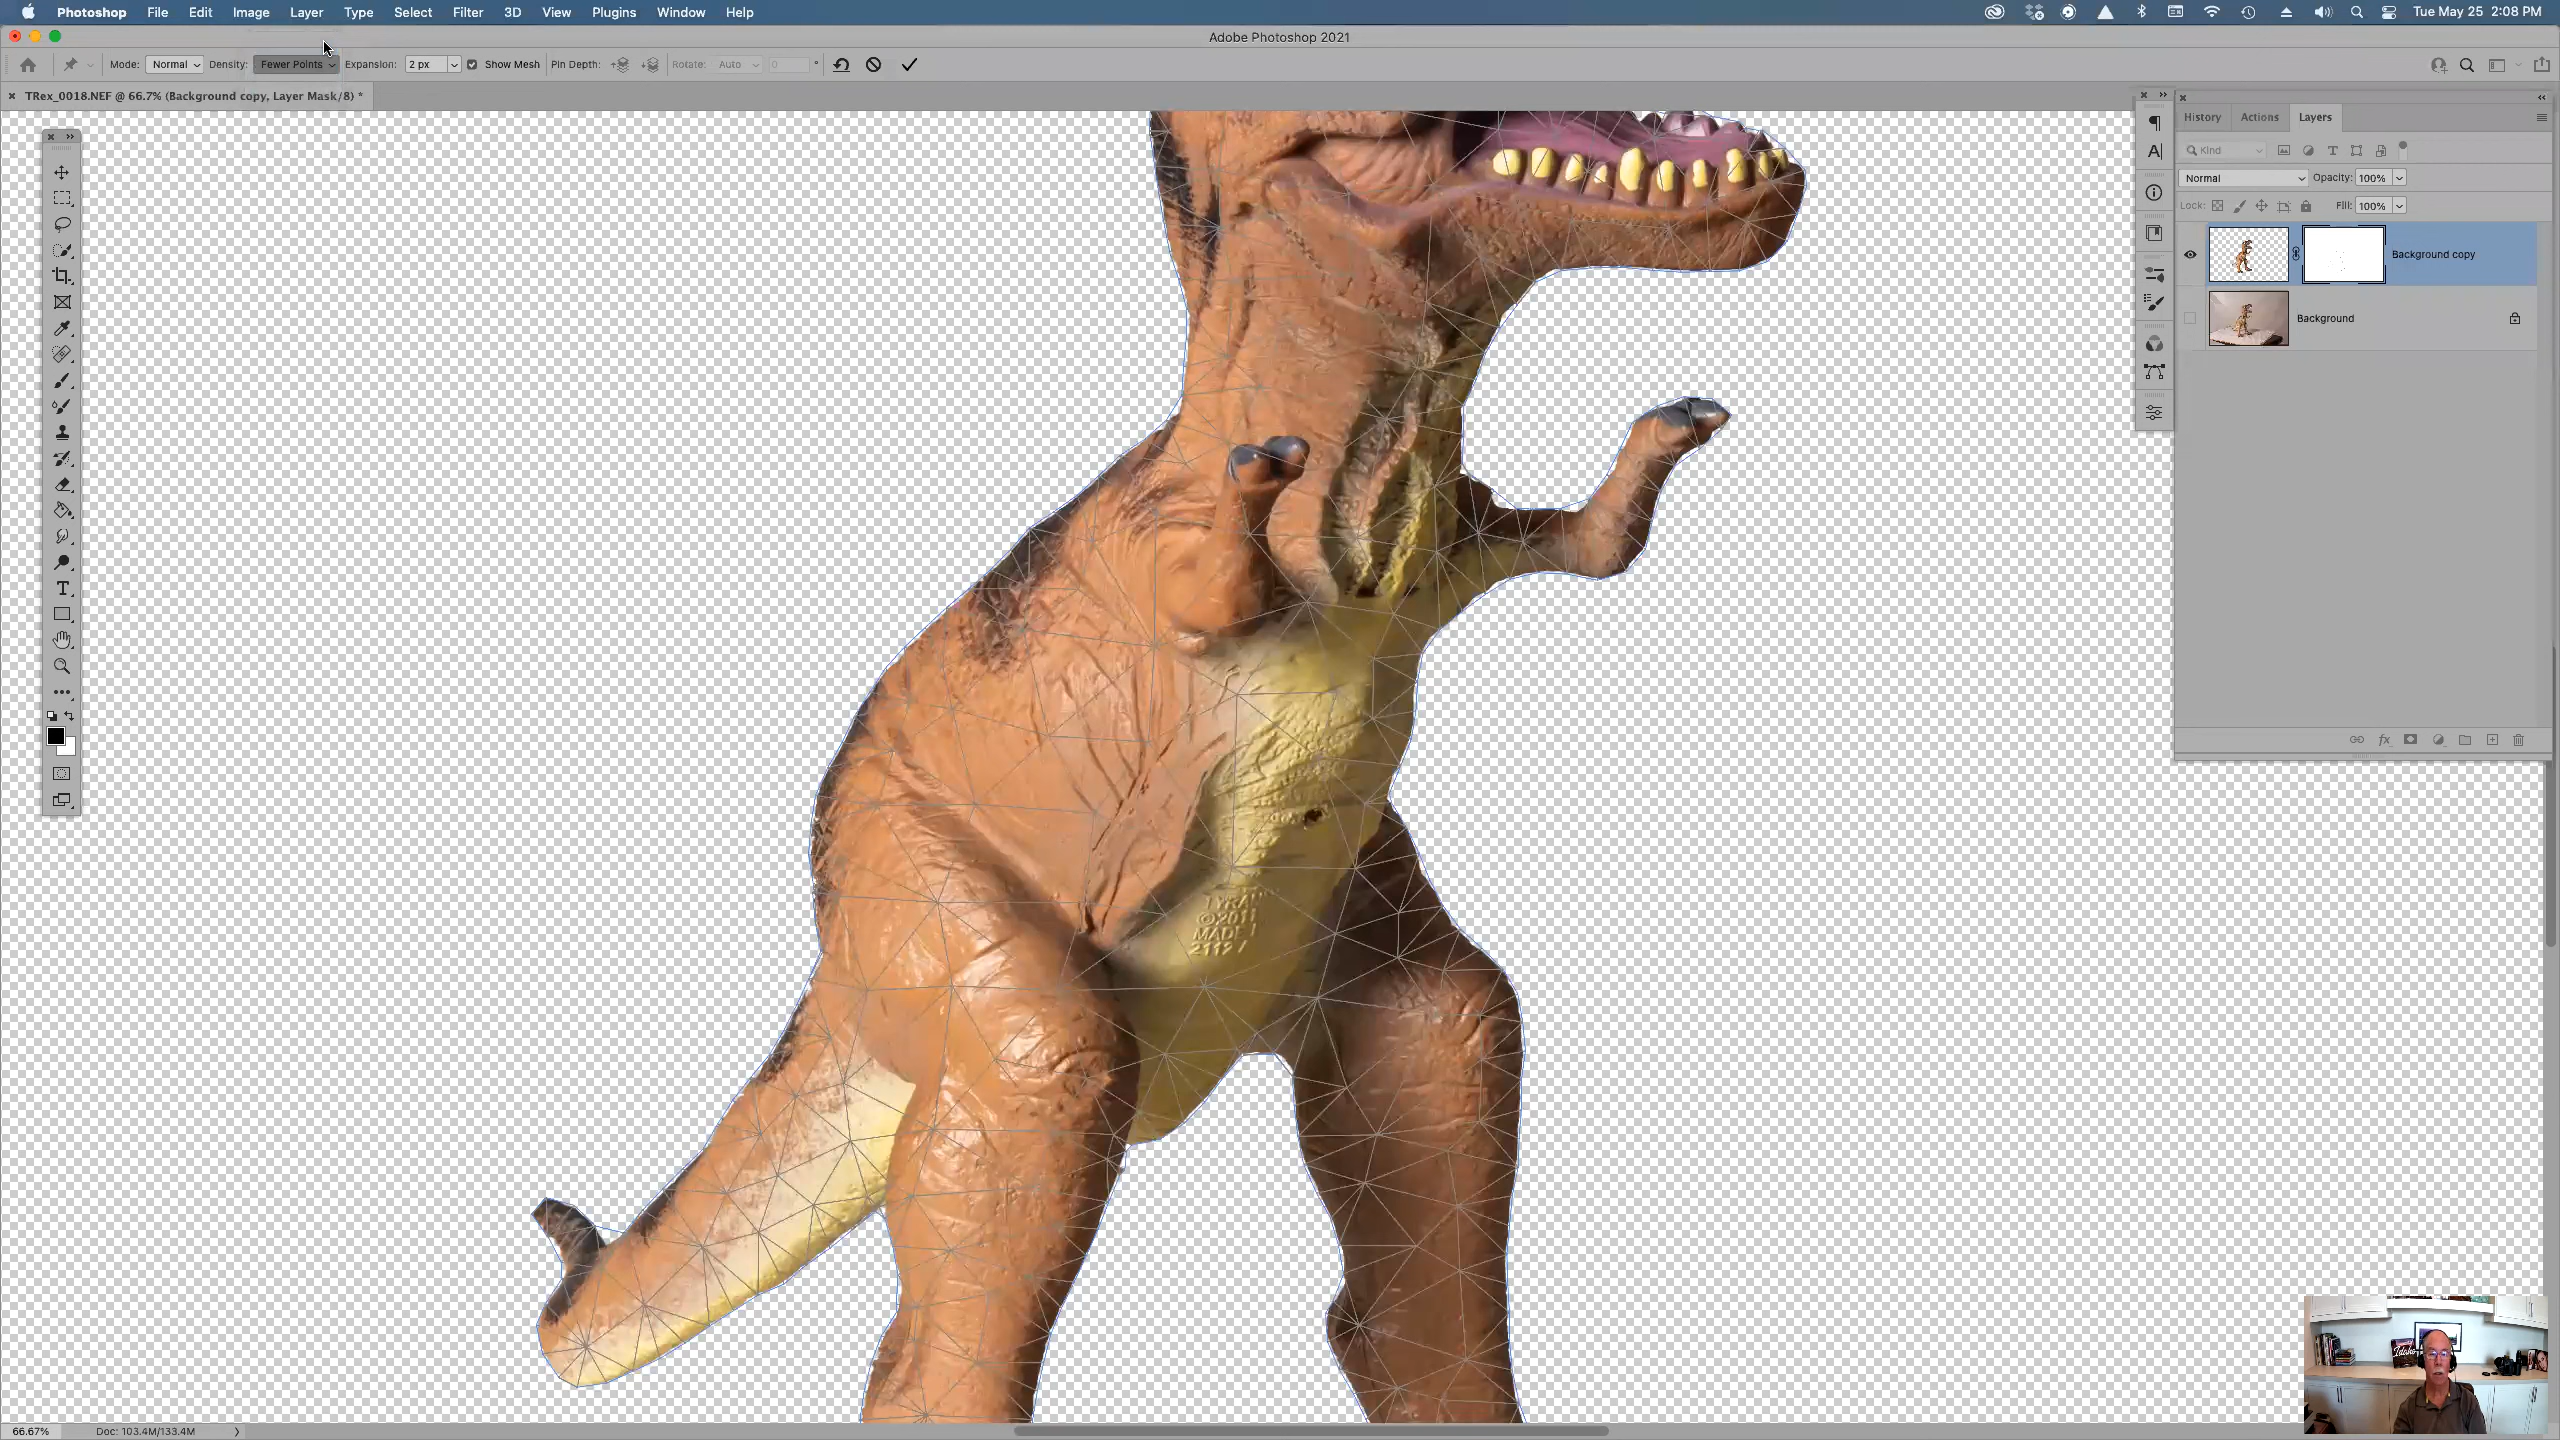 Photoshop File Edit Image Layer Type Select Filter 3D View Plugins Window Help Tue May 25 2:08 PM
Adobe Photoshop 2021
Mode: Normal Density: Fewer Points Expansion: 2 px Show Mesh Pin Depth: Rotate: Auto 0 °
TRex_0018.NEF @ 66.7% (Background copy, Layer Mask/8) *
History Actions Layers
Kind
Normal Opacity: 100%
Lock: Fill: 100%
Background copy
Background
©2011
MADE
66.67% Doc: 103.4M/133.4M